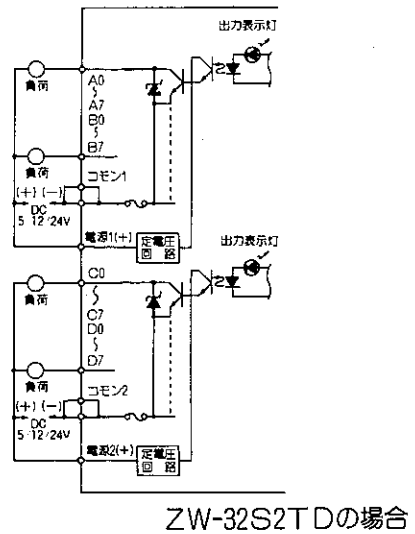 出力表示灯
負荷
A0
∫
A7
B0
∫
B7
負荷
コモン1
(+) (−)
DC
5 12/24V
電源1(+)
定電圧
回 路
出力表示灯
負荷
C0
∫
C7
D0
∫
D7
負荷
コモン2
(+) (−)
DC
5 12/24V
電源2(+)
定電圧
回 路
ZW-32S2TDの場合